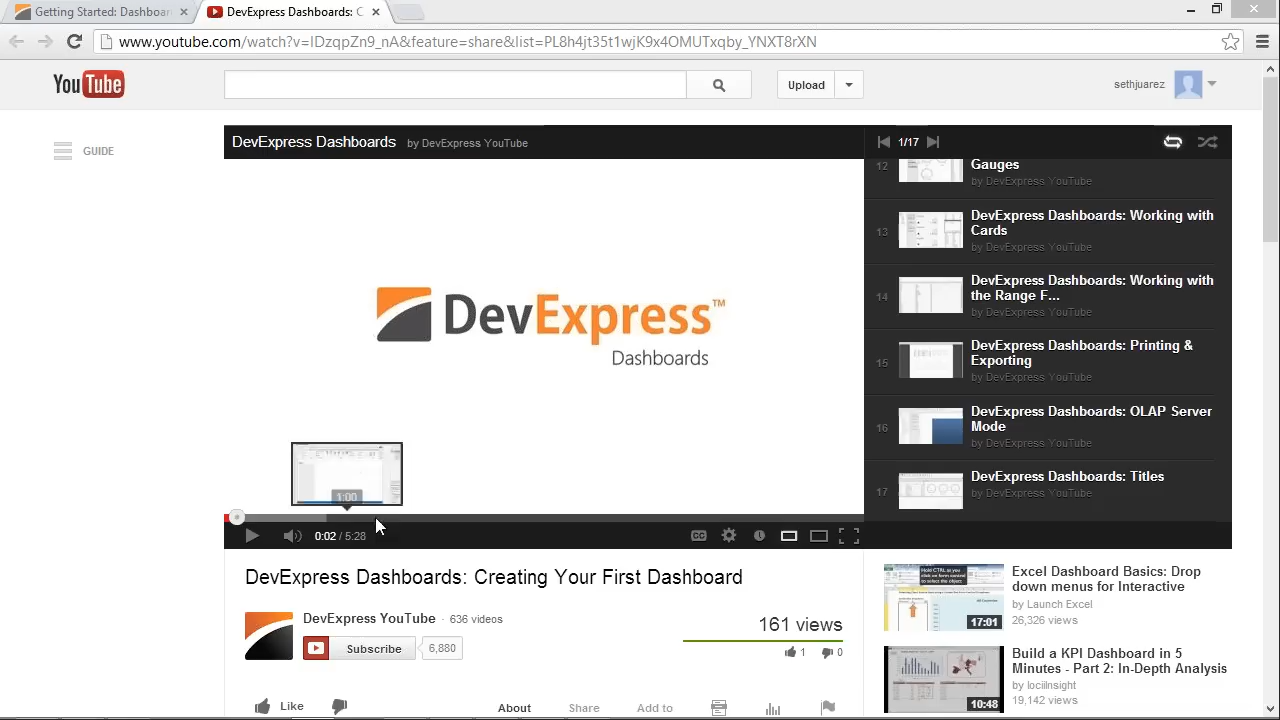 Getting Started: Dashboar
DevExpress Dashboards: C
www.youtube.com/watch?v=IDzqpZn9_nA&feature=share&list=PL8h4jt35t1wjK9x4OMUTxqby_YNXT8rXN
YouTube
Upload
sethjuarez
GUIDE
DevExpress Dashboards by DevExpress YouTube
1/17
12 Gauges
by DevExpress YouTube
13 DevExpress Dashboards: Working with
Cards
by DevExpress YouTube
14 DevExpress Dashboards: Working with
the Range F...
by DevExpress YouTube
15 DevExpress Dashboards: Printing &
Exporting
by DevExpress YouTube
16 DevExpress Dashboards: OLAP Server
Mode
by DevExpress YouTube
17 DevExpress Dashboards: Titles
by DevExpress YouTube
DevExpress™
Dashboards
1:00
0:02 / 5:28
CC
DevExpress Dashboards: Creating Your First Dashboard
DevExpress YouTube · 636 videos
Subscribe 6,880
161 views
1 0
Like
About Share Add to
Excel Dashboard Basics: Drop
down menus for Interactive
by Launch Excel
26,326 views
17:01
Build a KPI Dashboard in 5
Minutes - Part 2: In-Depth Analysis
by lociInsight
19,142 views
10:48